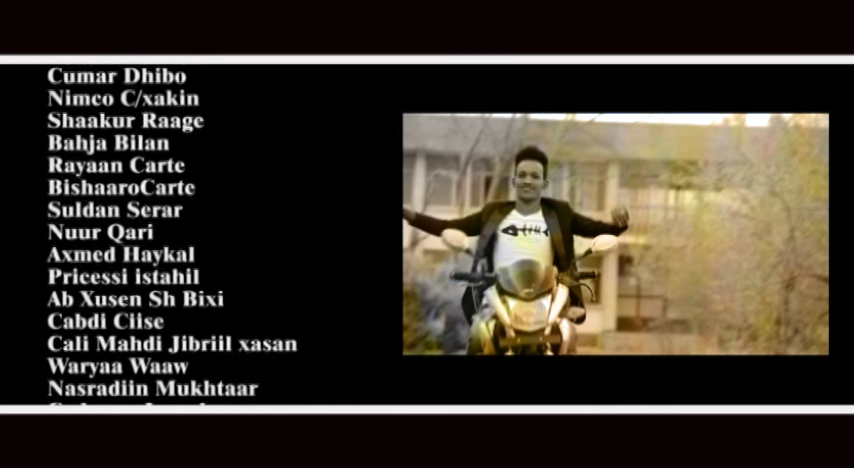 Cumar Dhibo
Nimco C/xakin
Shaakur Raage
Bahja Bilan
Rayaan Carte
BishaaroCarte
Suldan Serar
Nuur Qari
Axmed Haykal
Pricessi istahil
Ab Xusen Sh Bixi
Cabdi Ciise
Cali Mahdi Jibriil xasan
Waryaa Waaw
Nasradiin Mukhtaar